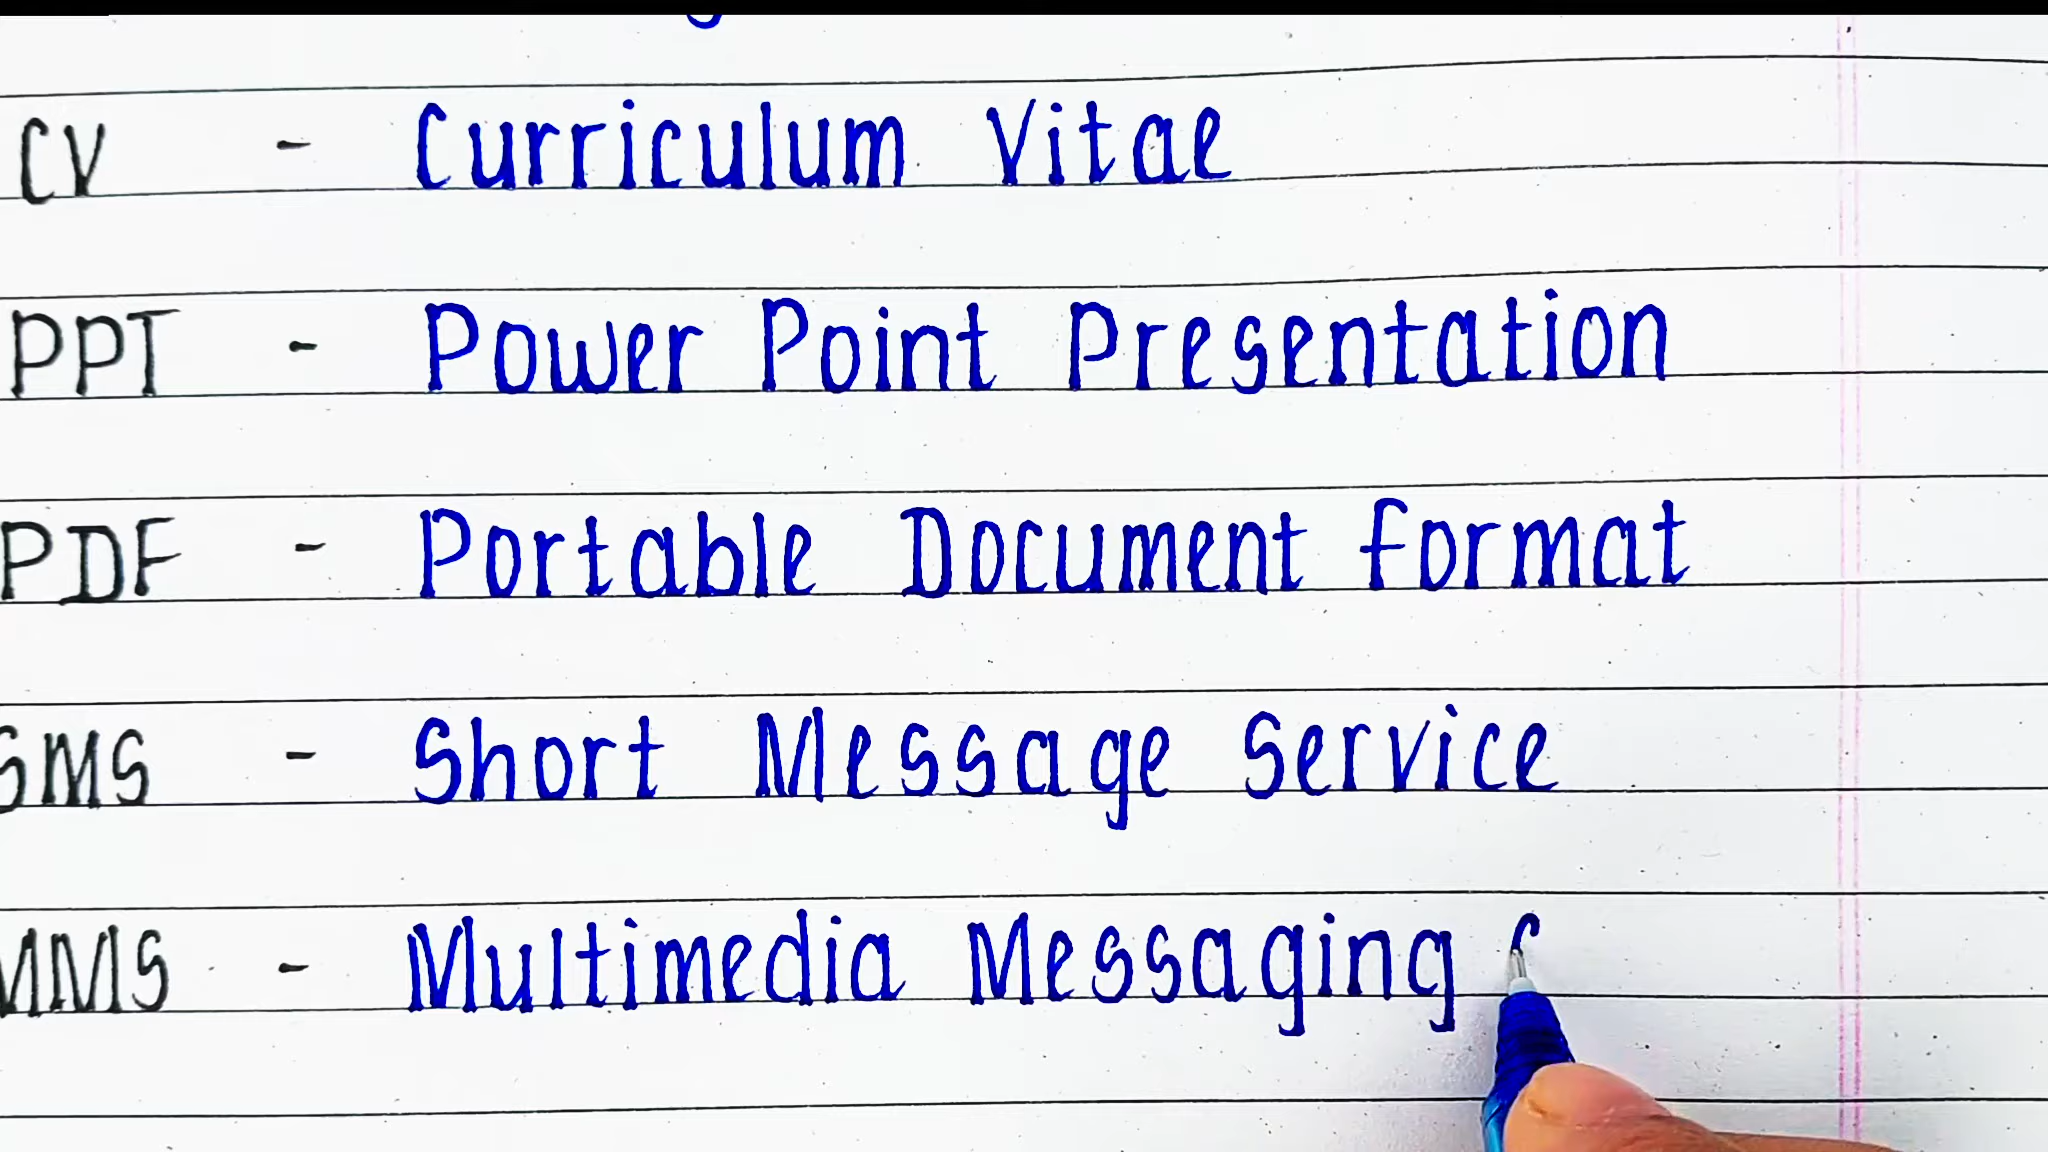 CV - Curriculum Vitae
PPT - Power Point Presentation
PDF - Portable Document Format
SMS - Short Message Service
MMS - Multimedia Messaging